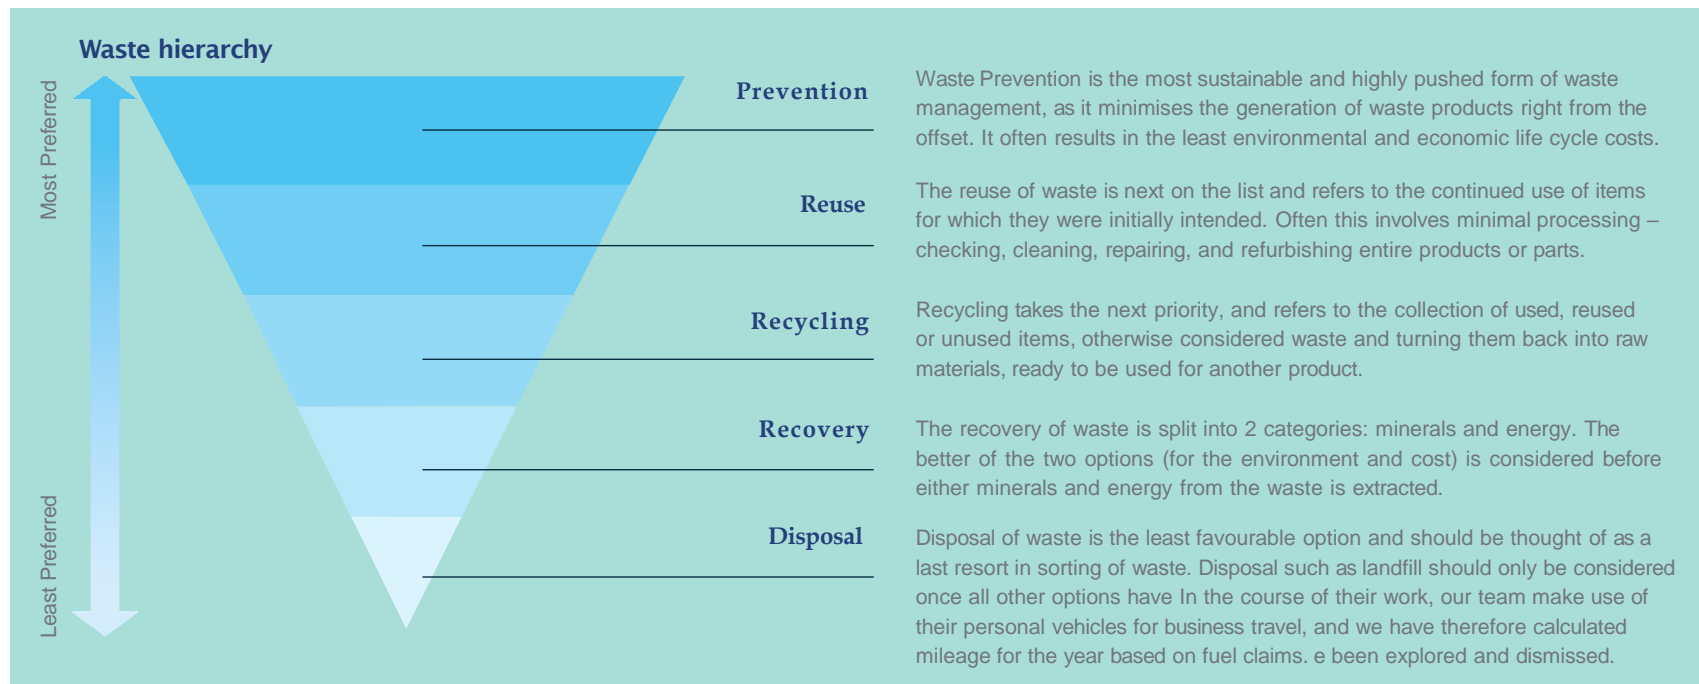 Waste hierarchy
Most Preferred
Least Preferred
Prevention
Waste Prevention is the most sustainable and highly pushed form of waste
management, as it minimises the generation of waste products right from the
offset. It often results in the least environmental and economic life cycle costs.
Reuse
The reuse of waste is next on the list and refers to the continued use of items
for which they were initially intended. Often this involves minimal processing –
checking, cleaning, repairing, and refurbishing entire products or parts.
Recycling
Recycling takes the next priority, and refers to the collection of used, reused
or unused items, otherwise considered waste and turning them back into raw
materials, ready to be used for another product.
Recovery
The recovery of waste is split into 2 categories: minerals and energy. The
better of the two options (for the environment and cost) is considered before
either minerals and energy from the waste is extracted.
Disposal
Disposal of waste is the least favourable option and should be thought of as a
last resort in sorting of waste. Disposal such as landfill should only be considered
once all other options have In the course of their work, our team make use of
their personal vehicles for business travel, and we have therefore calculated
mileage for the year based on fuel claims. e been explored and dismissed.